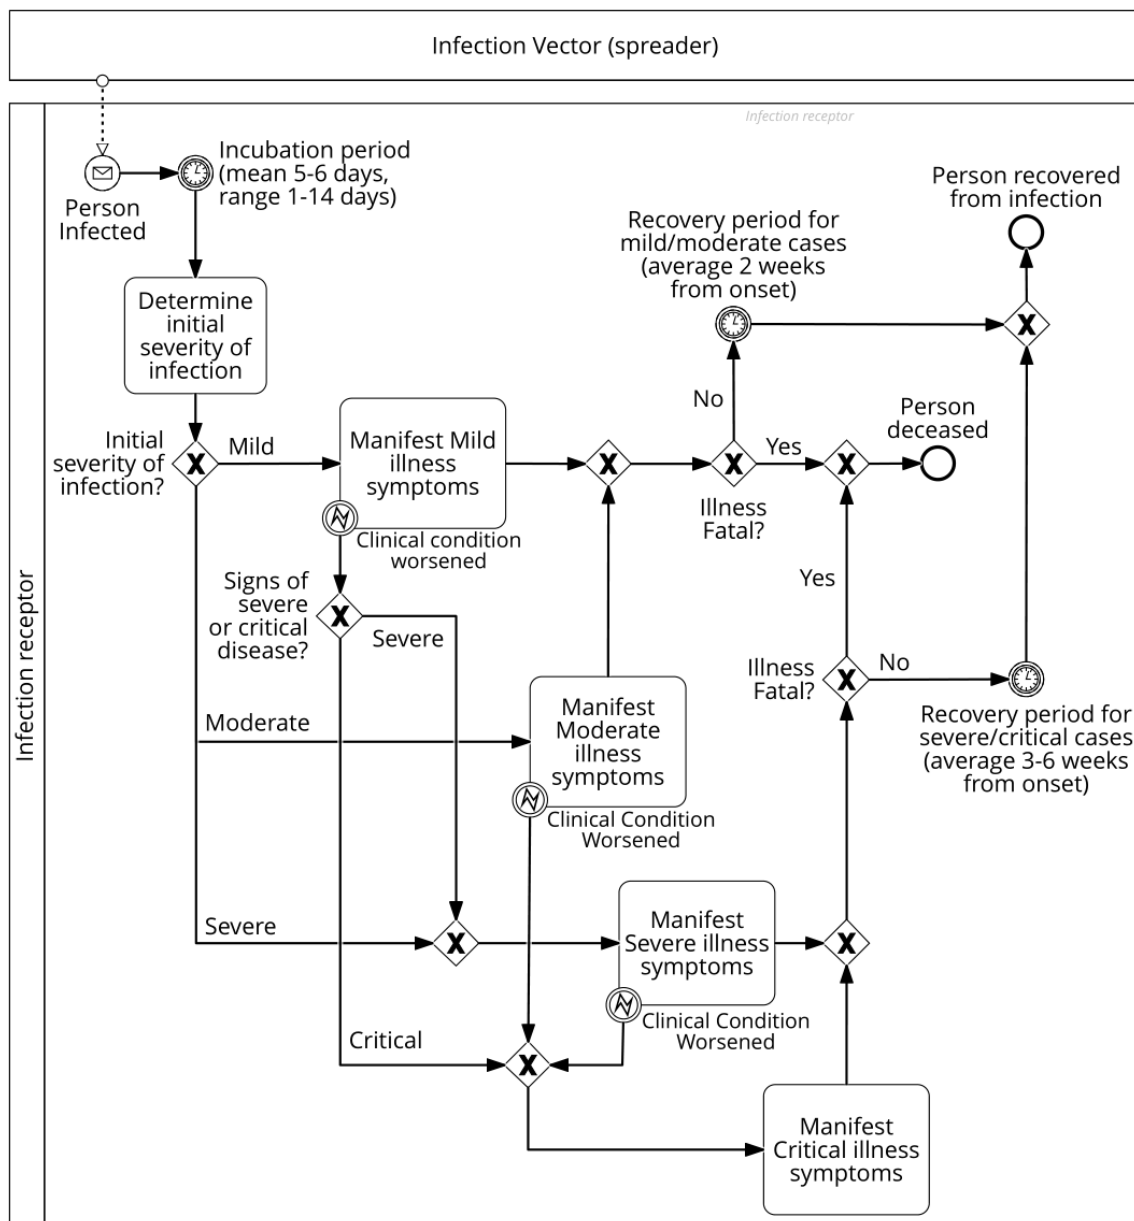 Infection Vector (spreader)
Infection receptor
Infection receptor
Person
Infected
Incubation period
(mean 5-6 days,
range 1-14 days)
Determine
initial
severity of
infection
Initial
severity of
infection?
Mild
Manifest Mild
illness
symptoms
Clinical condition
worsened
Signs of
severe
or critical
disease?
Severe
Moderate
Manifest
Moderate
illness
symptoms
Clinical Condition
Worsened
Severe
Manifest
Severe illness
symptoms
Clinical Condition
Worsened
Critical
Manifest
Critical illness
symptoms
Illness
Fatal?
No
Yes
Recovery period for
mild/moderate cases
(average 2 weeks
from onset)
Person recovered
from infection
Person
deceased
Yes
Illness
Fatal?
No
Recovery period for
severe/critical cases
(average 3-6 weeks
from onset)